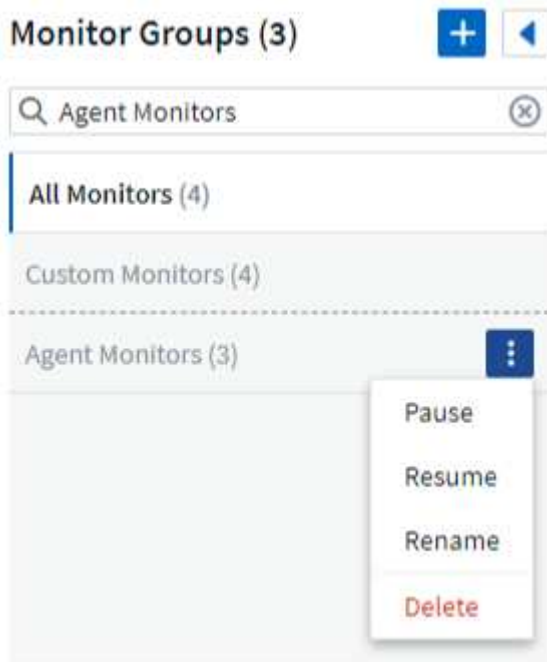 Monitor Groups (3)
Agent Monitors
All Monitors (4)
Custom Monitors (4)
Agent Monitors (3)
Pause
Resume
Rename
Delete